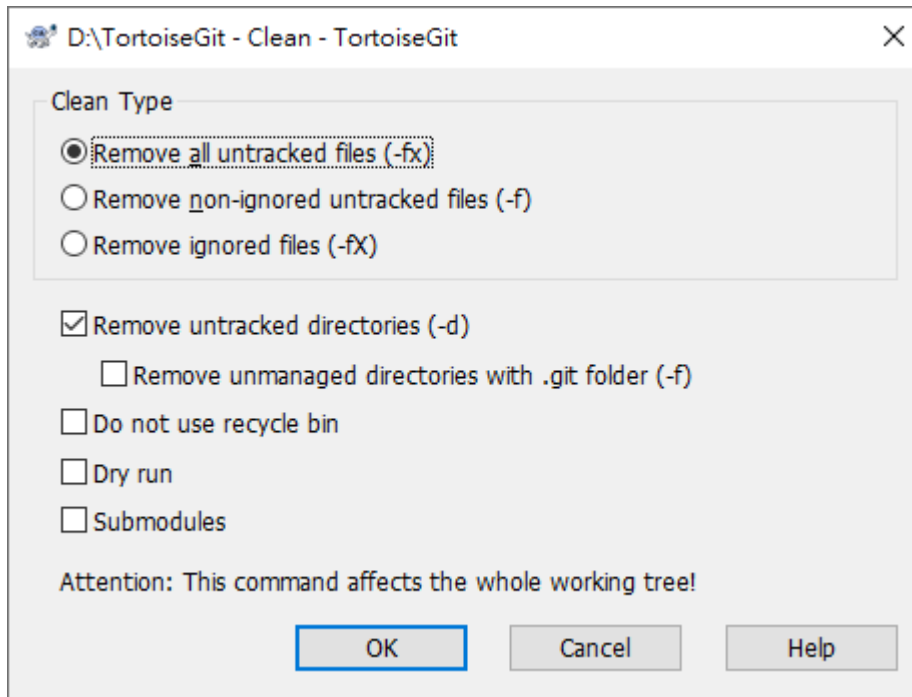 D:\TortoiseGit - Clean - TortoiseGit
Clean Type
Remove all untracked files (-fx)
Remove non-ignored untracked files (-f)
Remove ignored files (-fX)
Remove untracked directories (-d)
Remove unmanaged directories with .git folder (-f)
Do not use recycle bin
Dry run
Submodules
Attention: This command affects the whole working tree!
OK Cancel Help